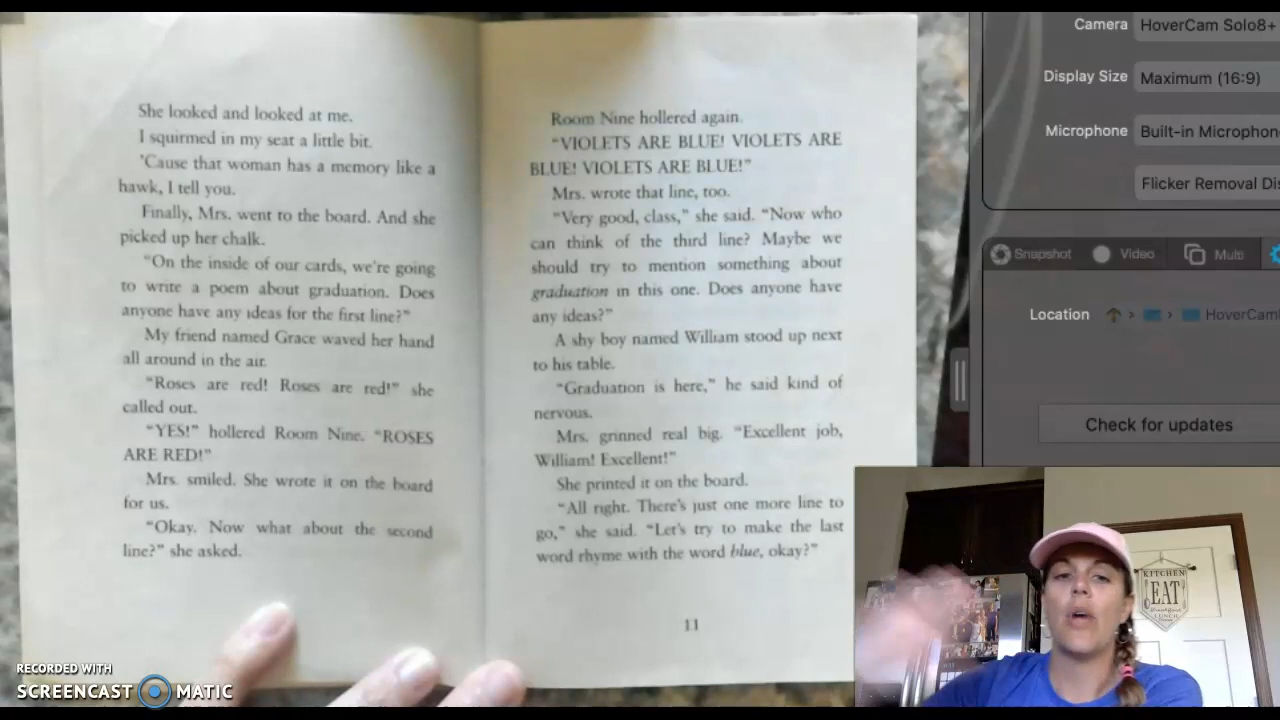 She looked and looked at me.
I squirmed in my seat a little bit.
'Cause that woman has a memory like a
hawk, I tell you.
Finally, Mrs. went to the board. And she
picked up her chalk.
"On the inside of our cards, we're going
to write a poem about graduation. Does
anyone have any ideas for the first line?"
My friend named Grace waved her hand
all around in the air.
"Roses are red! Roses are red!" she
called out.
"YES!" hollered Room Nine. "ROSES
ARE RED!"
Mrs. smiled. She wrote it on the board
for us.
"Okay. Now what about the second
line?" she asked.
Room Nine hollered again.
"VIOLETS ARE BLUE! VIOLETS ARE
BLUE! VIOLETS ARE BLUE!"
Mrs. wrote that line, too.
"Very good, class," she said. "Now who
can think of the third line? Maybe we
should try to mention something about
graduation in this one. Does anyone have
any ideas?"
A shy boy named William stood up next
to his table.
"Graduation is here," he said kind of
nervous.
Mrs. grinned real big. "Excellent job,
William! Excellent!"
She printed it on the board.
"All right. There's just one more line to
go," she said. "Let's try to make the last
word rhyme with the word blue, okay?"
11
Camera HoverCam Solo8+
Display Size Maximum (16:9)
Microphone Built-in Microphon
Flicker Removal Dis
Snapshot Video Multi
Location > > HoverCam
Check for updates
KITCHEN
EAT
LUNCH
RECORDED WITH
SCREENCAST MATIC